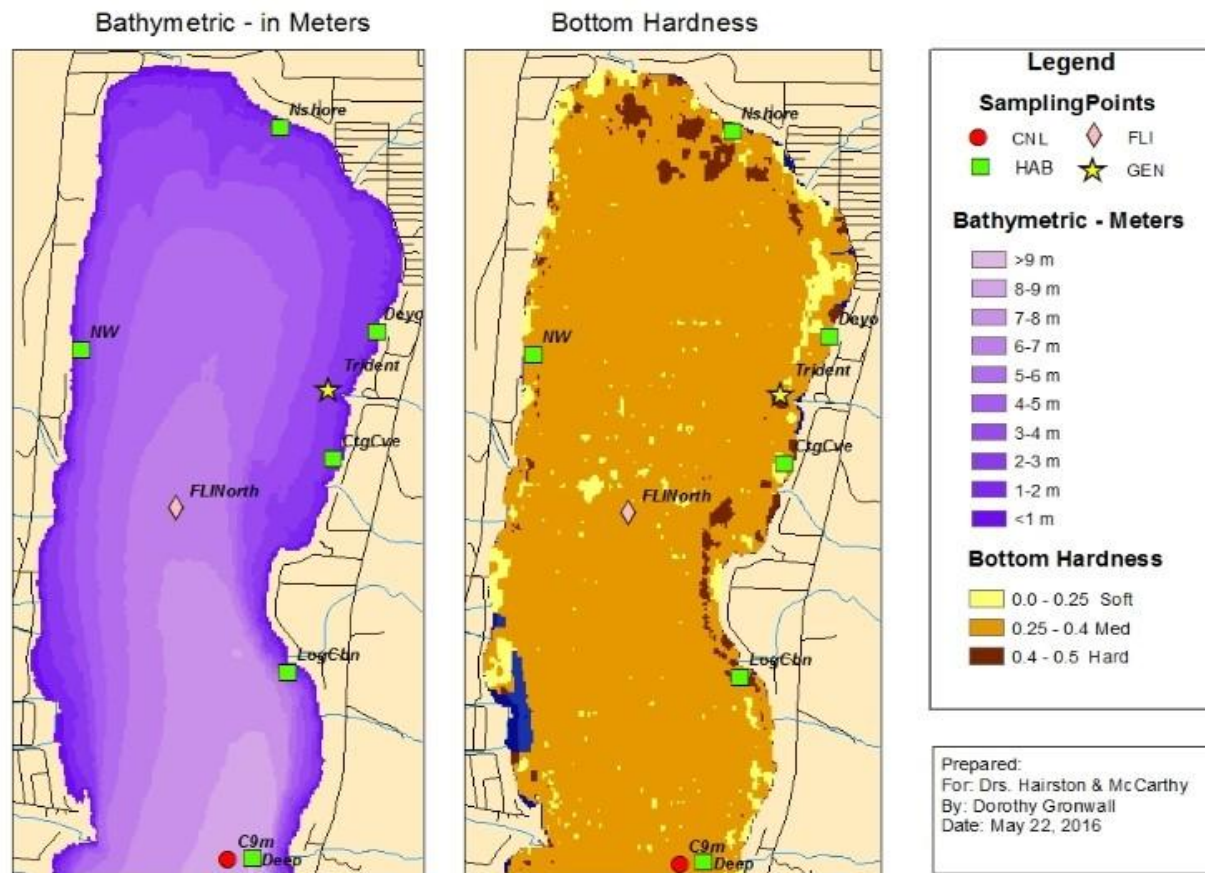 Bathymetric - in Meters
Nshore
NW
Deyo
Trident
CtgCve
FLINorth
LogCbn
C9m
Deep
Bottom Hardness
Nshore
NW
Deyo
Trident
CtgCve
FLINorth
LogCbn
C9m
Deep
Legend
SamplingPoints
CNL FLI
HAB GEN
Bathymetric - Meters
>9 m
8-9 m
7-8 m
6-7 m
5-6 m
4-5 m
3-4 m
2-3 m
1-2 m
<1 m
Bottom Hardness
0.0 - 0.25 Soft
0.25 - 0.4 Med
0.4 - 0.5 Hard
Prepared:
For: Drs. Hairston & McCarthy
By: Dorothy Gronwall
Date: May 22, 2016